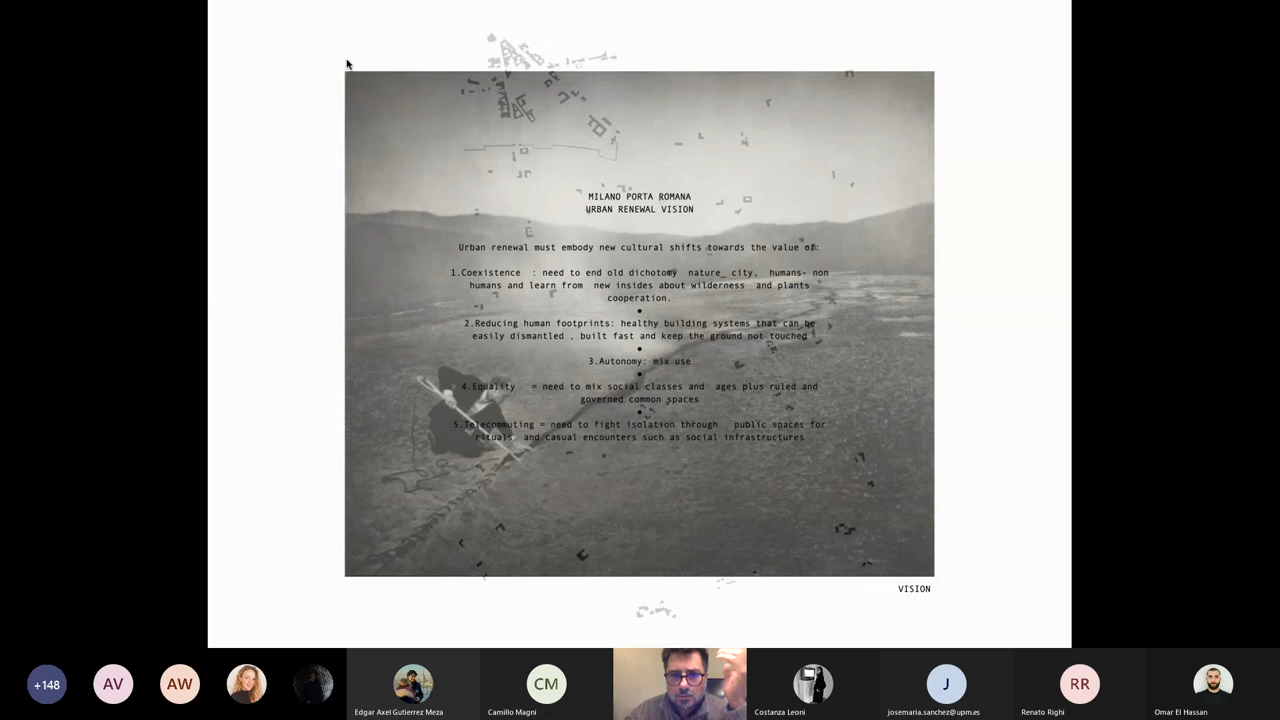 MILANO PORTA ROMANA
URBAN RENEWAL VISION
Urban renewal must embody new cultural shifts towards the value of:
1.Coexistence : need to end old dichotomy nature_ city, humans- non
humans and learn from new insides about wilderness and plants
cooperation.
2.Reducing human footprints: healthy building systems that can be
easily dismantled , built fast and keep the ground not touched
3.Autonomy: mix use
4.Equality = need to mix social classes and ages plus ruled and
governed common spaces
5.Telecommuting = need to fight isolation through public spaces for
rituals and casual encounters such as social infrastructures
VISION
+148
AV
AW
CM
J
RR
Edgar Axel Gutierrez Meza
Camillo Magni
Costanza Leoni
josemaria.sanchez@upm.es
Renato Righi
Omar El Hassan